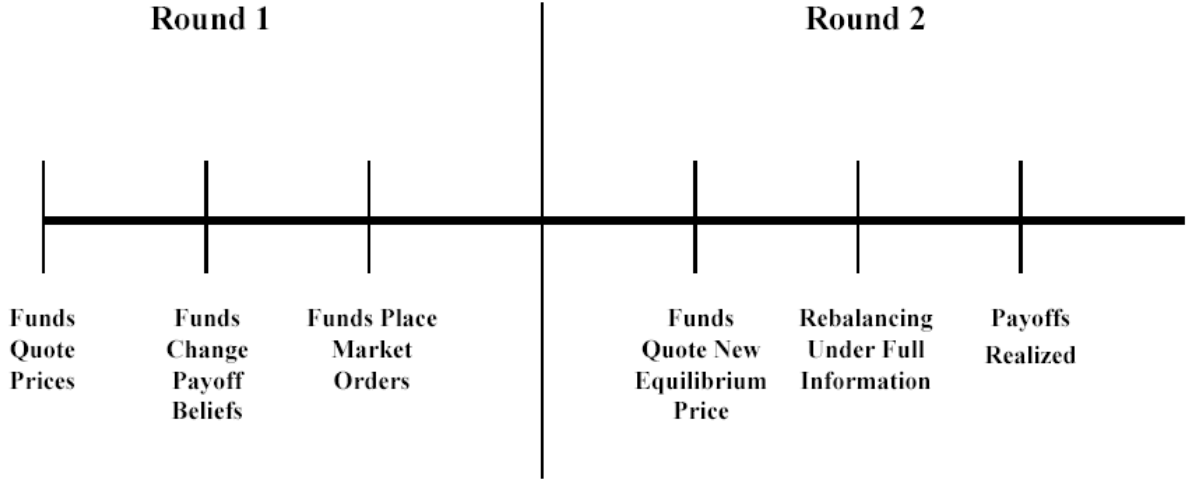 Round 1
Round 2
Funds
Quote
Prices
Funds
Change
Payoff
Beliefs
Funds Place
Market
Orders
Funds
Quote New
Equilibrium
Price
Rebalancing
Under Full
Information
Payoffs
Realized